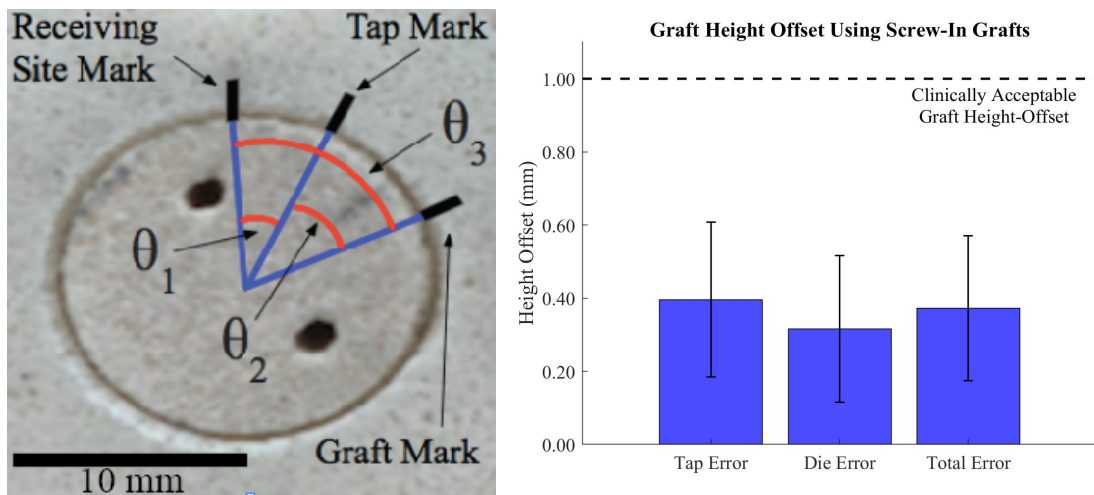 Receiving
Site Mark
Tap Mark
θ3
θ1
θ2
Graft Mark
10 mm
Graft Height Offset Using Screw-In Grafts
Height Offset (mm)
1.00
0.80
0.60
0.40
0.20
0.00
Clinically Acceptable
Graft Height-Offset
Tap Error
Die Error
Total Error